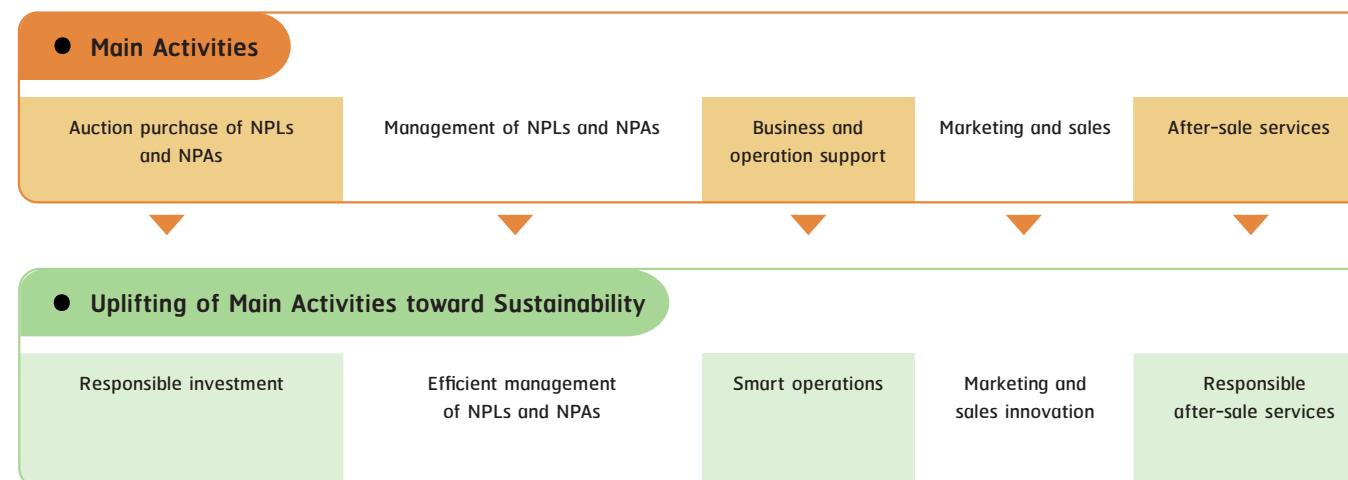 ● Main Activities
Auction purchase of NPLs
and NPAs
Management of NPLs and NPAs
Business and
operation support
Marketing and sales
After-sale services
● Uplifting of Main Activities toward Sustainability
Responsible investment
Efficient management
of NPLs and NPAs
Smart operations
Marketing and
sales innovation
Responsible
after-sale services